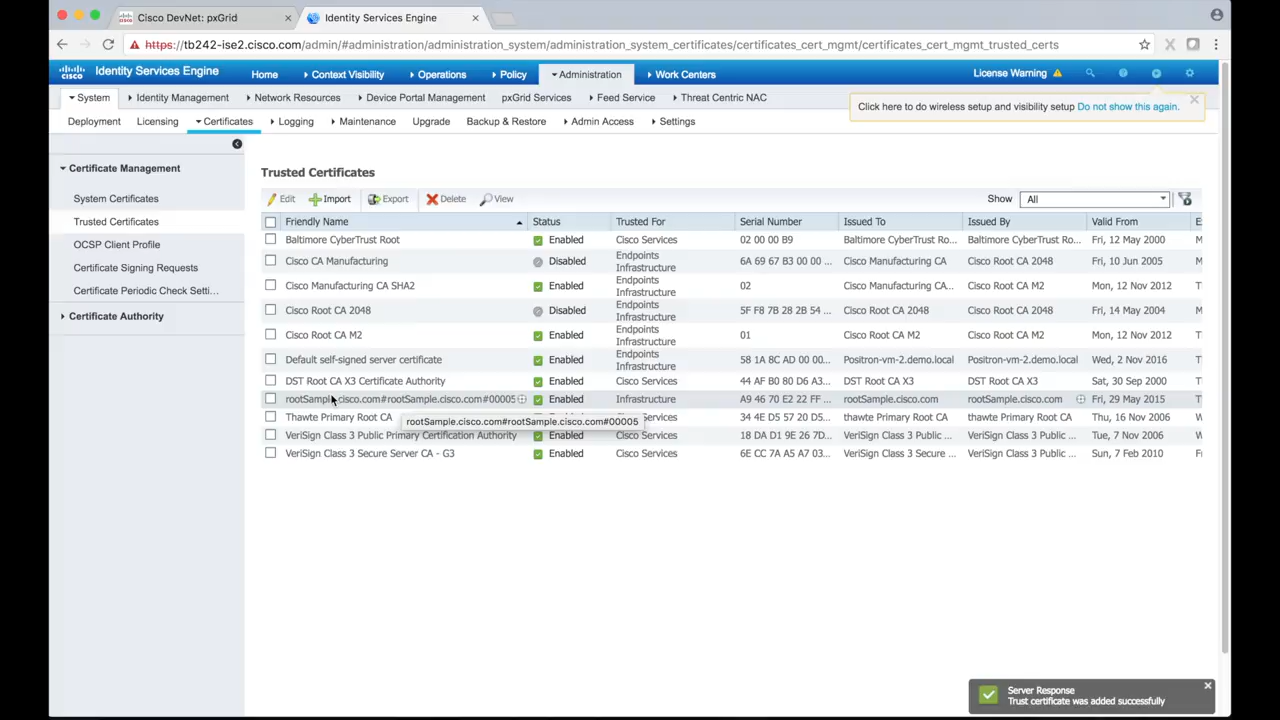 Cisco DevNet: pxGrid
Identity Services Engine
https://tb242-ise2.cisco.com/admin/#administration/administration_system/administration_system_certificates/certificates_cert_mgmt/certificates_cert_mgmt_trusted_certs
CISCO Identity Services Engine Home Context Visibility Operations Policy Administration Work Centers License Warning
System Identity Management Network Resources Device Portal Management pxGrid Services Feed Service Threat Centric NAC
Click here to do wireless setup and visibility setup Do not show this again.
Deployment Licensing Certificates Logging Maintenance Upgrade Backup & Restore Admin Access Settings
Certificate Management
System Certificates
Trusted Certificates
OCSP Client Profile
Certificate Signing Requests
Certificate Periodic Check Setti...
Certificate Authority
Trusted Certificates
Edit Import Export Delete View Show All
Friendly Name Status Trusted For Serial Number Issued To Issued By Valid From E
Baltimore CyberTrust Root Enabled Cisco Services 02 00 00 B9 Baltimore CyberTrust Ro... Baltimore CyberTrust Ro... Fri, 12 May 2000 M
Cisco CA Manufacturing Disabled Endpoints Infrastructure 6A 69 67 B3 00 00 ... Cisco Manufacturing CA Cisco Root CA 2048 Fri, 10 Jun 2005 M
Cisco Manufacturing CA SHA2 Enabled Endpoints Infrastructure 02 Cisco Manufacturing CA... Cisco Root CA M2 Mon, 12 Nov 2012 T
Cisco Root CA 2048 Disabled Endpoints Infrastructure 5F F8 7B 28 2B 54 ... Cisco Root CA 2048 Cisco Root CA 2048 Fri, 14 May 2004 M
Cisco Root CA M2 Enabled Endpoints Infrastructure 01 Cisco Root CA M2 Cisco Root CA M2 Mon, 12 Nov 2012 T
Default self-signed server certificate Enabled Endpoints Infrastructure 58 1A 8C AD 00 00... Positron-vm-2.demo.local Positron-vm-2.demo.local Wed, 2 Nov 2016 T
DST Root CA X3 Certificate Authority Enabled Cisco Services 44 AF B0 80 D6 A3... DST Root CA X3 DST Root CA X3 Sat, 30 Sep 2000 T
rootSample.cisco.com#rootSample.cisco.com#00005 Enabled Infrastructure A9 46 70 E2 22 FF ... rootSample.cisco.com rootSample.cisco.com Fri, 29 May 2015 M
Thawte Primary Root CA Services 34 4E D5 57 20 D5... thawte Primary Root CA thawte Primary Root CA Thu, 16 Nov 2006 W
rootSample.cisco.com#rootSample.cisco.com#00005
VeriSign Class 3 Public Primary Certification Authority Enabled Cisco Services 18 DA D1 9E 26 7D... VeriSign Class 3 Public ... VeriSign Class 3 Public ... Tue, 7 Nov 2006 W
VeriSign Class 3 Secure Server CA - G3 Enabled Cisco Services 6E CC 7A A5 A7 03... VeriSign Class 3 Secure ... VeriSign Class 3 Public ... Sun, 7 Feb 2010 F
Server Response
Trust certificate was added successfully